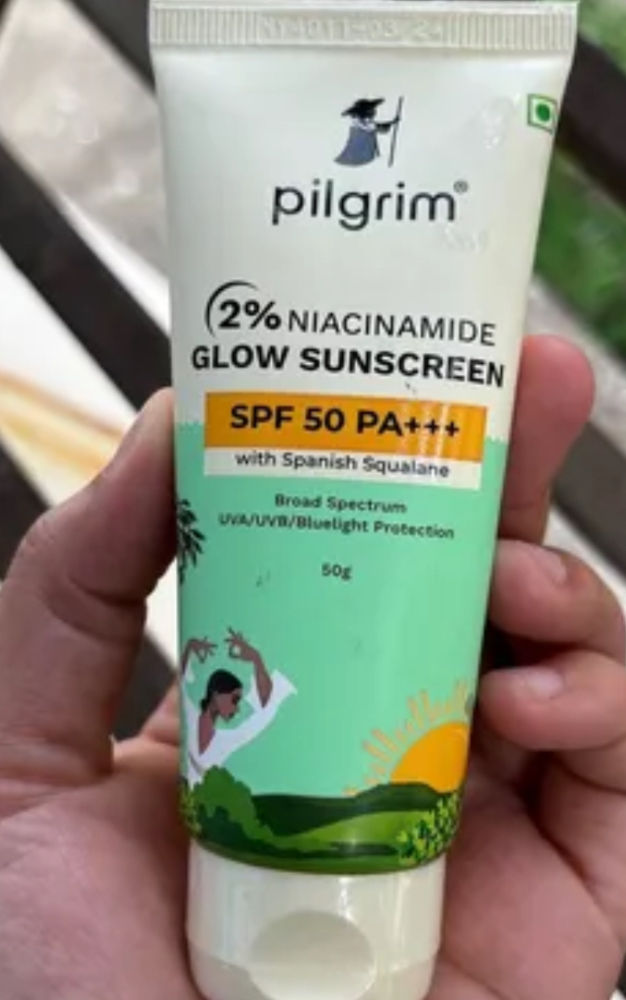 pilgrim®
2% NIACINAMIDE
GLOW SUNSCREEN
SPF 50 PA+++
with Spanish Squalane
Broad Spectrum
UVA/UVB/Bluelight Protection
50g